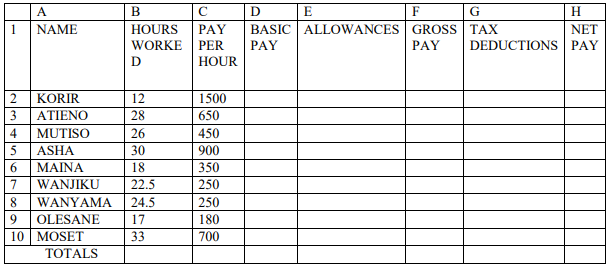 A B C D E F G H
1 NAME HOURS PAY BASIC ALLOWANCES GROSS TAX NET
WORKE PER PAY PAY DEDUCTIONS PAY
D HOUR
2 KORIR 12 1500
3 ATIENO 28 650
4 MUTISO 26 450
5 ASHA 30 900
6 MAINA 18 350
7 WANJIKU 22.5 250
8 WANYAMA 24.5 250
9 OLESANE 17 180
10 MOSET 33 700
TOTALS